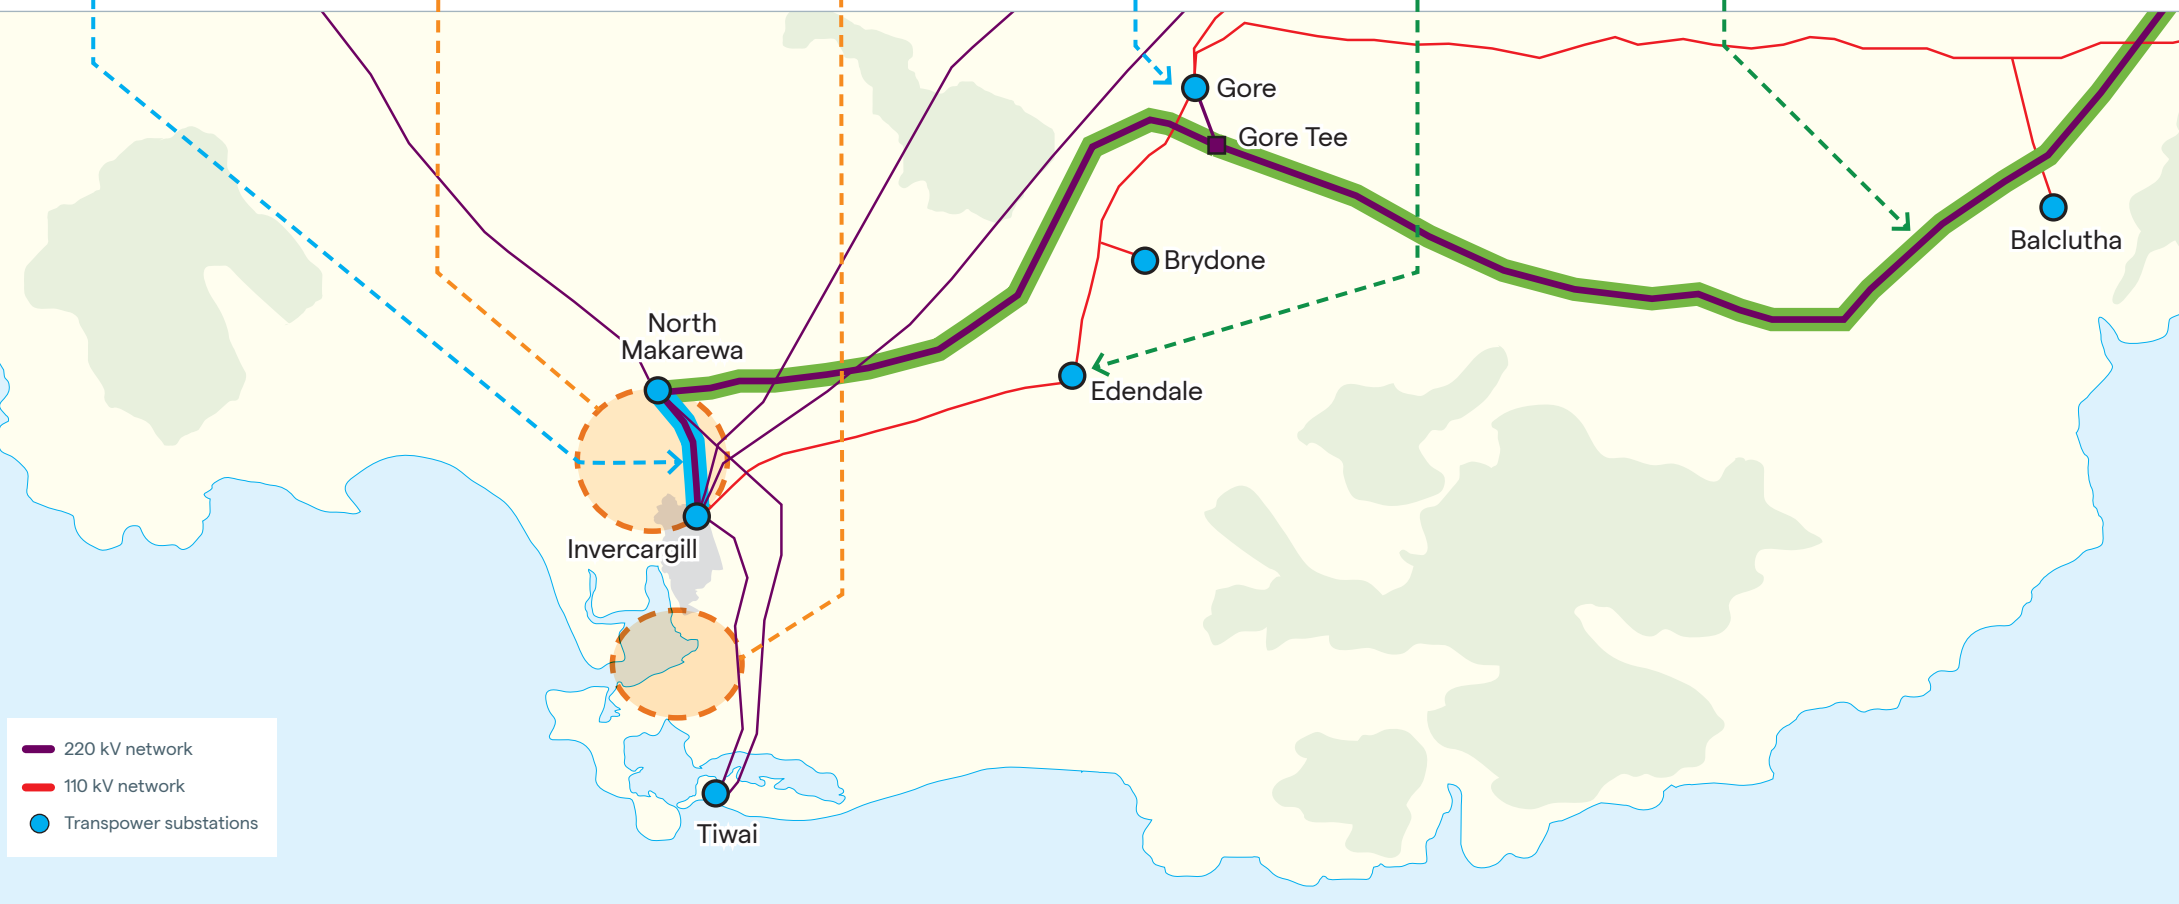 Gore
Gore Tee
Balclutha
Brydone
North
Makarewa
Edendale
Invercargill
220 kV network
110 kV network
Transpower substations
Tiwai